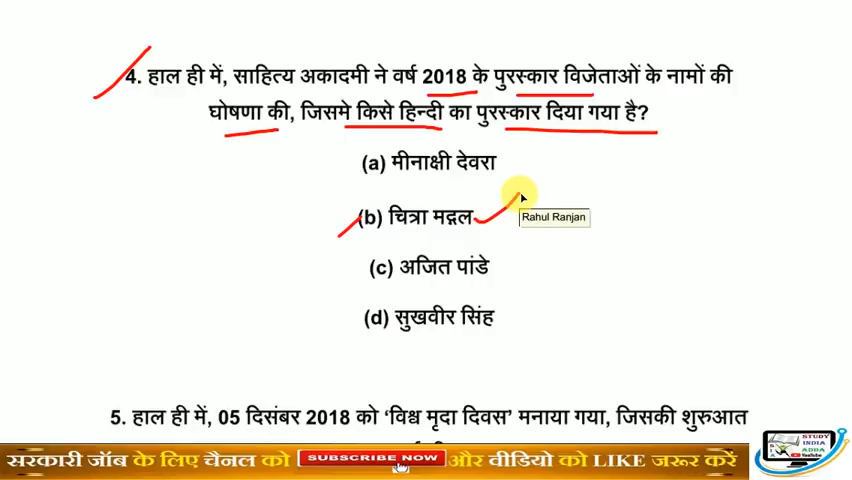 4. हाल ही में, साहित्य अकादमी ने वर्ष 2018 के पुरस्कार विजेताओं के नामों की
घोषणा की, जिसमे किसे हिन्दी का पुरस्कार दिया गया है?
(a) मीनाक्षी देवरा
(b) चित्रा मद्गल
Rahul Ranjan
(c) अजित पांडे
(d) सुखवीर सिंह
5. हाल ही में, 05 दिसंबर 2018 को ‘विश्व मृदा दिवस’ मनाया गया, जिसकी शुरुआत
सरकारी जॉब के लिए चैनल को SUBSCRIBE NOW और वीडियो को LIKE जरूर करें
STUDY
INDIA
ADDA
YouTube